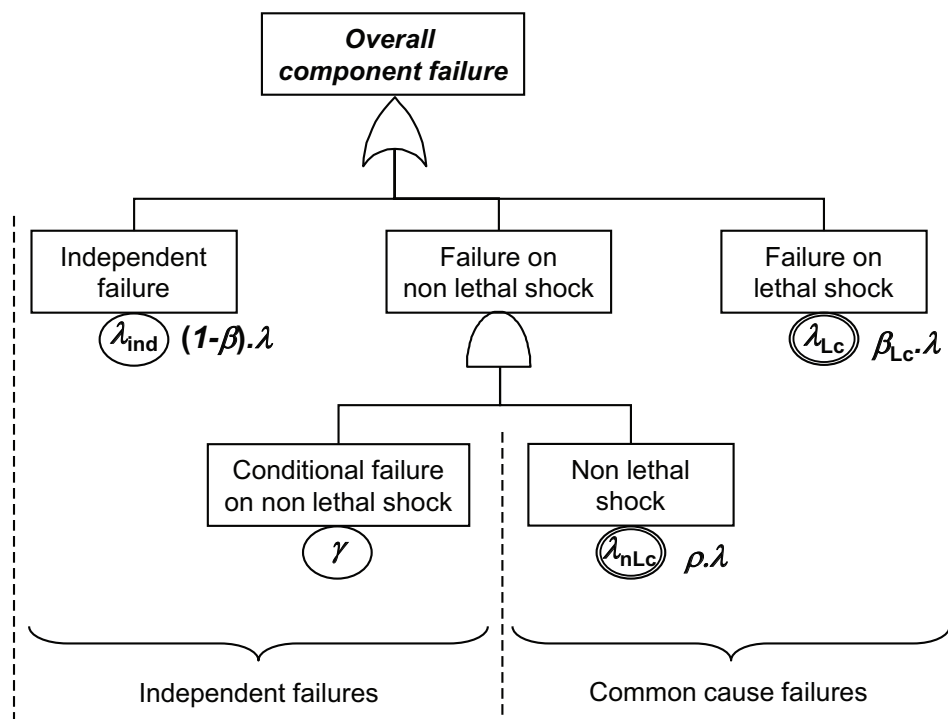 Overall
component failure
Independent
failure
Failure on
non lethal shock
Failure on
lethal shock
λind (1-β).λ
λLc βLc.λ
Conditional failure
on non lethal shock
Non lethal
shock
γ
λnLc ρ.λ
Independent failures
Common cause failures